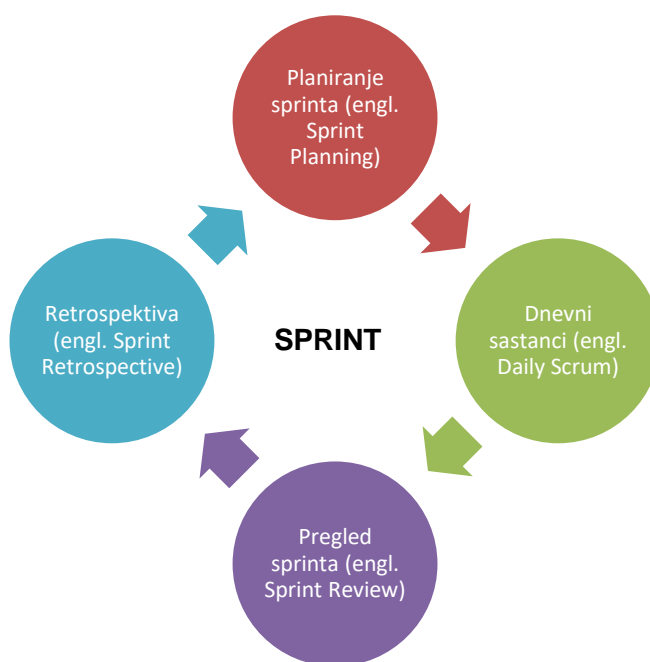 Planiranje
sprinta (engl.
Sprint
Planning)
Retrospektiva
(engl. Sprint
Retrospective)
SPRINT
Dnevni
sastanci (engl.
Daily Scrum)
Pregled
sprinta (engl.
Sprint Review)